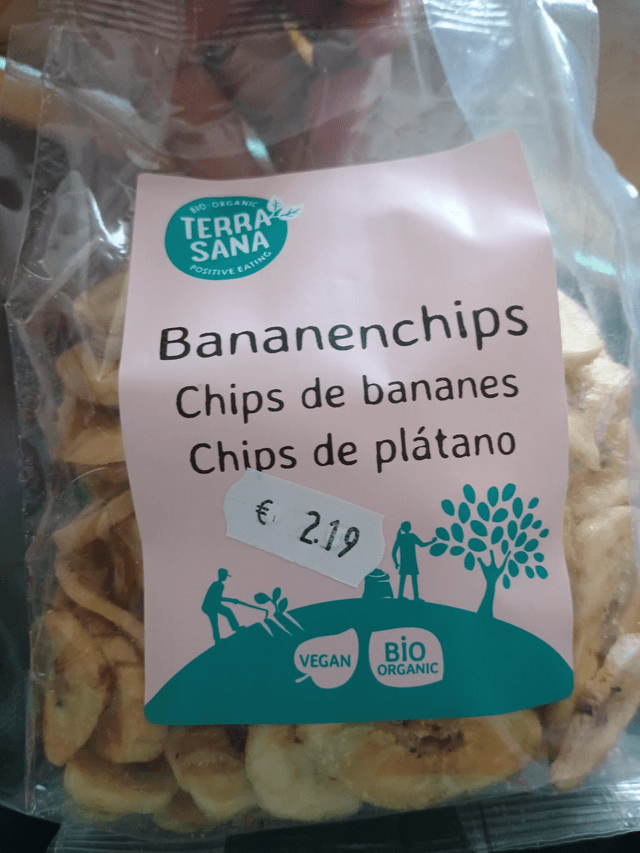 BIO ORGANIC
TERRA
SANA
POSITIVE EATING
Bananenchips
Chips de bananes
Chips de plátano
€ 2.19
VEGAN
BiO
ORGANIC